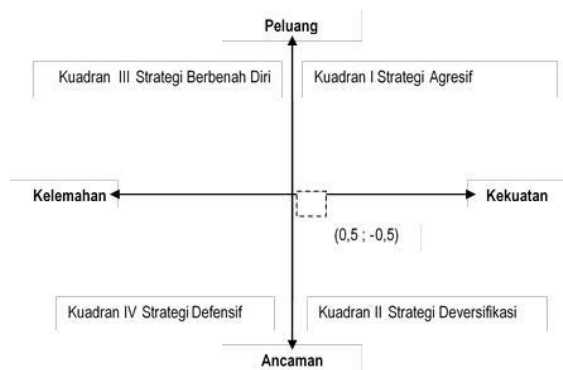 Peluang
Kuadran III Strategi Berbenah Diri
Kuadran I Strategi Agresif
Kelemahan
Kekuatan
(0,5 ; -0,5)
Kuadran IV Strategi Defensif
Kuadran II Strategi Deversifikasi
Ancaman